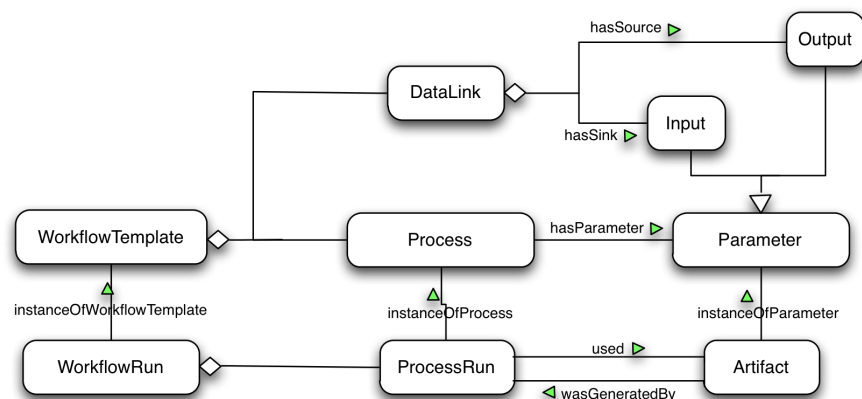 hasSource
Output
DataLink
Input
hasSink
WorkflowTemplate
Process
hasParameter
Parameter
instanceOfWorkflowTemplate
instanceOfProcess
instanceOfParameter
WorkflowRun
ProcessRun
used
Artifact
wasGeneratedBy